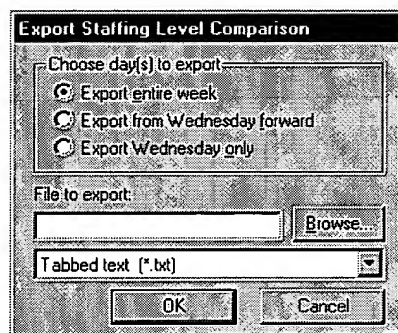 Export Staffing Level Comparison
Choose day(s) to export
Export entire week
Export from Wednesday forward
Export Wednesday only
File to export:
Browse...
Tabbed text (*.txt)
OK Cancel